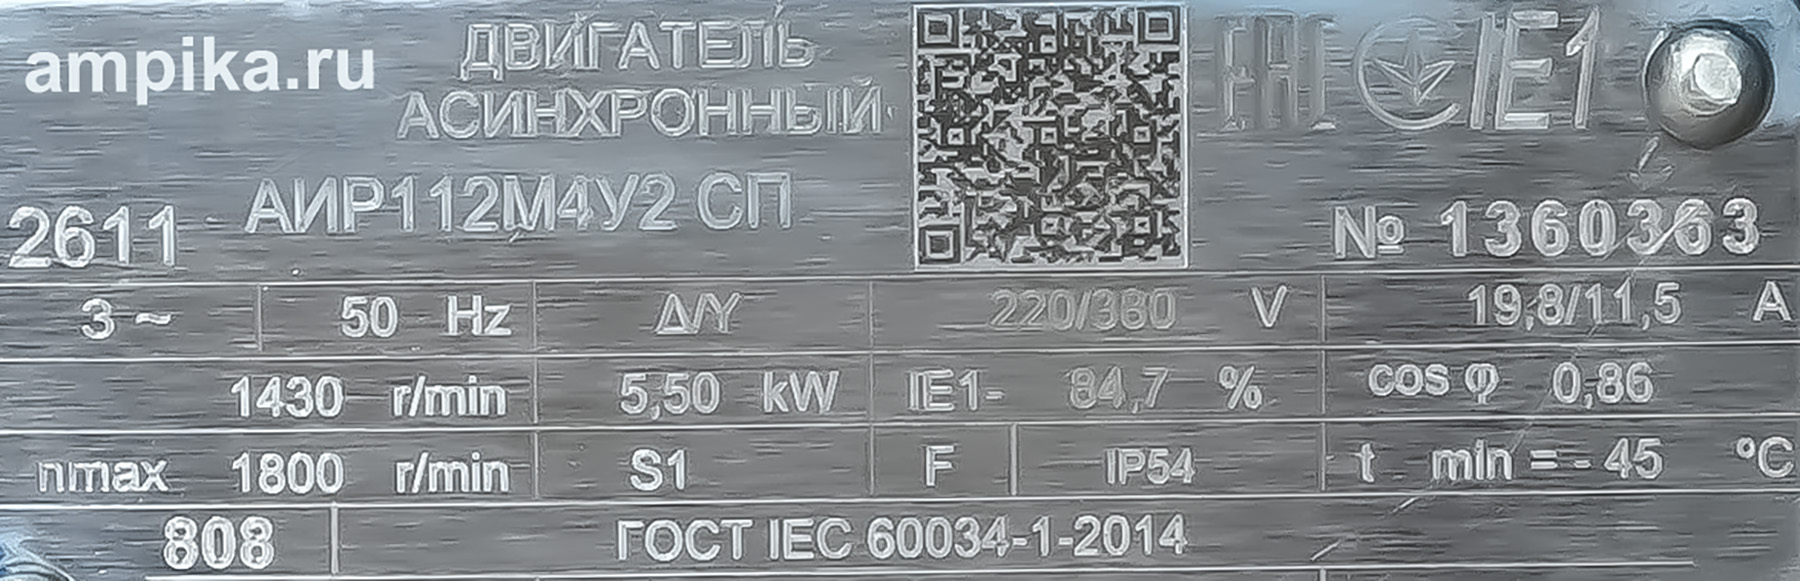 ampika.ru
ДВИГАТЕЛЬ
АСИНХРОННЫЙ
EAC IE1
2611 АИР112М4У2 СП № 1360363
3 ~ 50 Hz Δ/Y 220/380 V 19,8/11,5 A
1430 r/min 5,50 kW IE1- 84,7 % cos φ 0,86
nmax 1800 r/min S1 F IP54 t min = - 45 °C
808 ГОСТ IEC 60034-1-2014